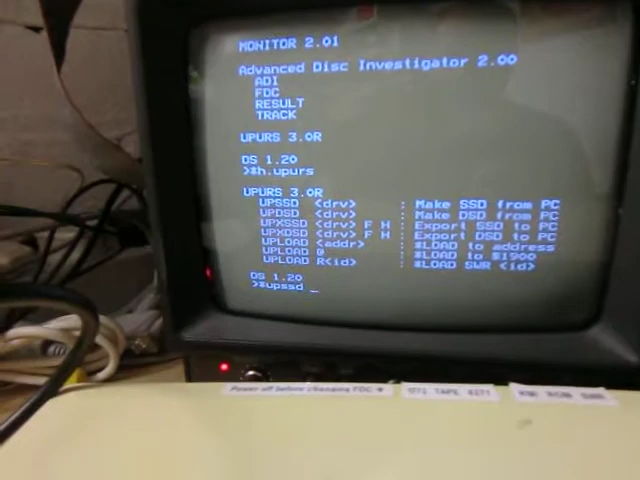 MONITOR 2.01
Advanced Disc Investigator 2.00
ADI
FDC
RESULT
TRACK
UPURS 3.0R
OS 1.20
>*h.upurs
UPURS 3.0R
UPSSD <drv> : Make SSD from PC
UPDSD <drv> : Make DSD from PC
UPXSSD <drv> F H : Export SSD to PC
UPXDSD <drv> F H : Export DSD to PC
UPLOAD <addr> : *LOAD to address
UPLOAD @ : *LOAD to $1900
UPLOAD R<id> : *LOAD SWR <id>
OS 1.20
>*upssd _
Power off before changing FDC
TAPE